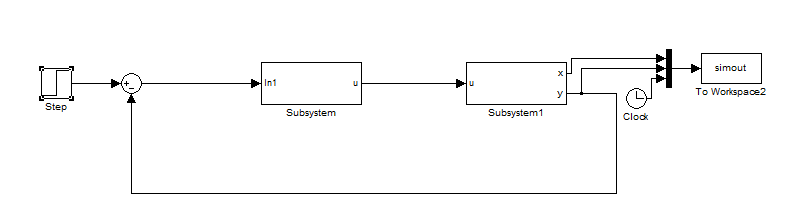 Step
+
−
In1
u
Subsystem
u
x
y
Subsystem1
Clock
simout
To Workspace2